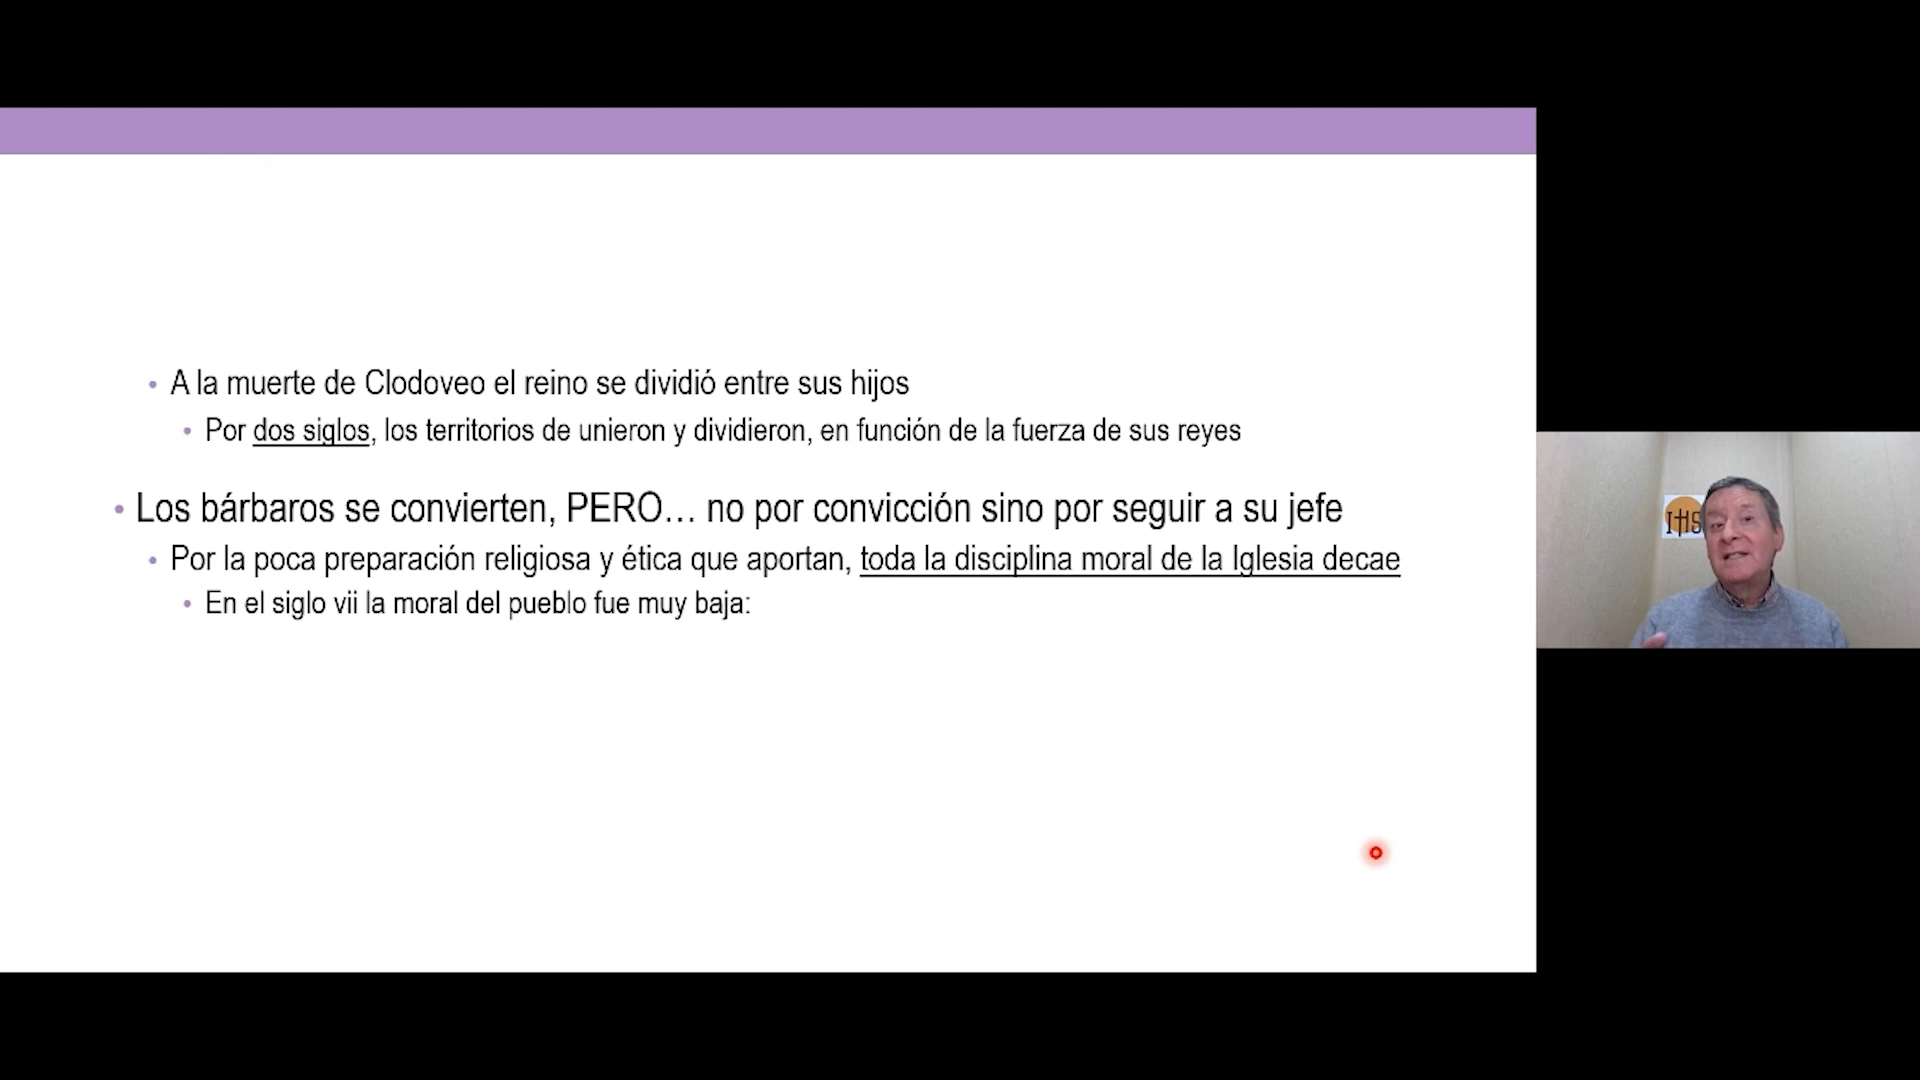 A la muerte de Clodoveo el reino se dividió entre sus hijos
Por dos siglos, los territorios de unieron y dividieron, en función de la fuerza de sus reyes
Los bárbaros se convierten, PERO... no por convicción sino por seguir a su jefe
Por la poca preparación religiosa y ética que aportan, toda la disciplina moral de la Iglesia decae
En el siglo vii la moral del pueblo fue muy baja:
IHS